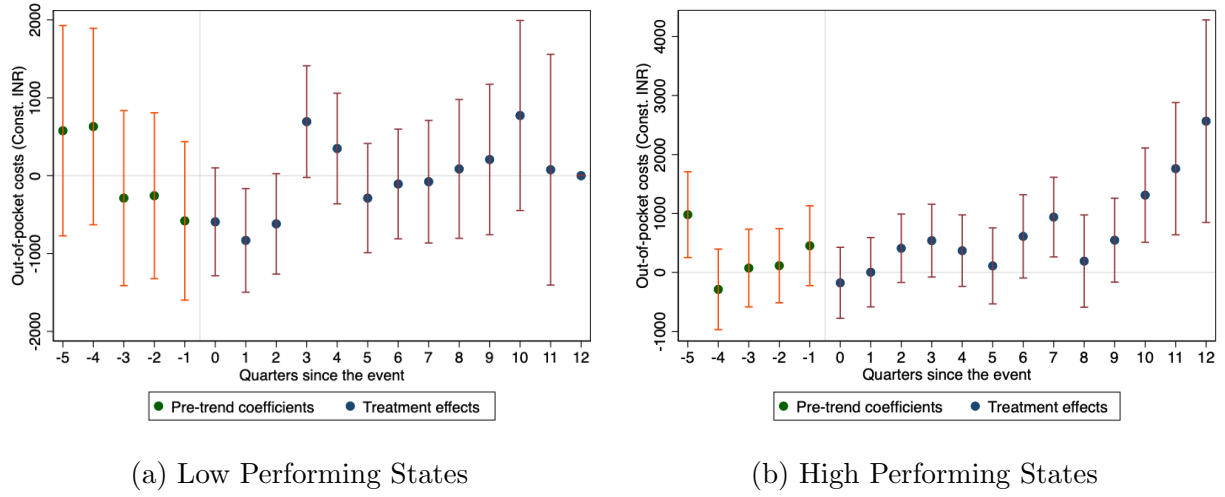 Out-of-pocket costs (Const. INR)
2000
1000
0
-1000
-2000
-5 -4 -3 -2 -1 0 1 2 3 4 5 6 7 8 9 10 11 12
Quarters since the event
Pre-trend coefficients Treatment effects
(a) Low Performing States
Out-of-pocket costs (Const. INR)
4000
3000
2000
1000
0
-1000
-5 -4 -3 -2 -1 0 1 2 3 4 5 6 7 8 9 10 11 12
Quarters since the event
Pre-trend coefficients Treatment effects
(b) High Performing States